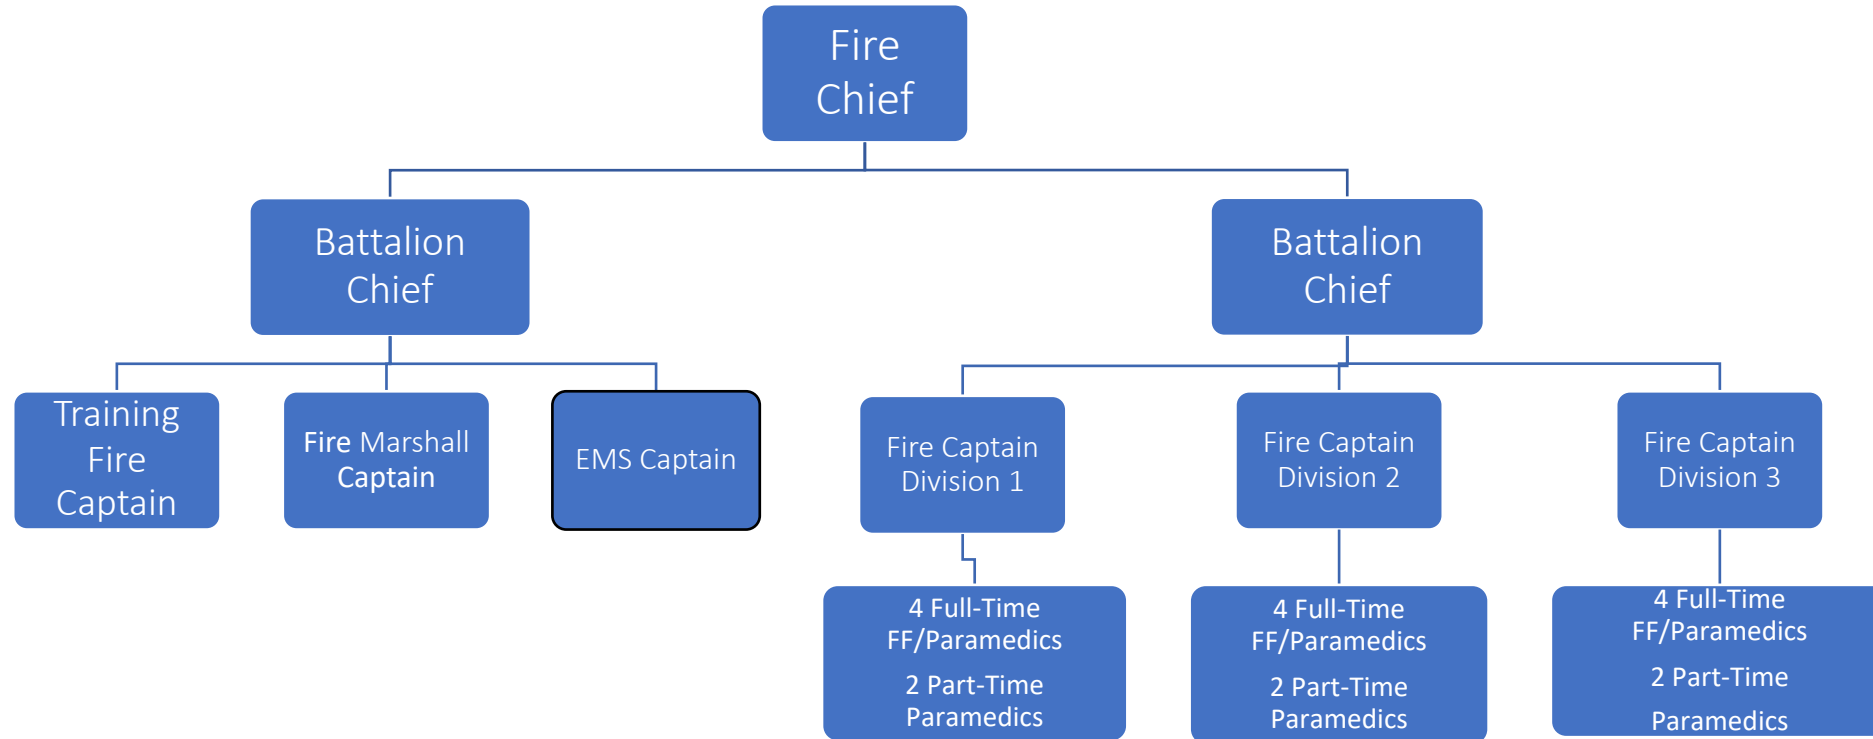 Fire
Chief
Battalion
Chief
Battalion
Chief
Training
Fire
Captain
Fire Marshall
Captain
EMS Captain
Fire Captain
Division 1
Fire Captain
Division 2
Fire Captain
Division 3
4 Full-Time
FF/Paramedics
2 Part-Time
Paramedics
4 Full-Time
FF/Paramedics
2 Part-Time
Paramedics
4 Full-Time
FF/Paramedics
2 Part-Time
Paramedics